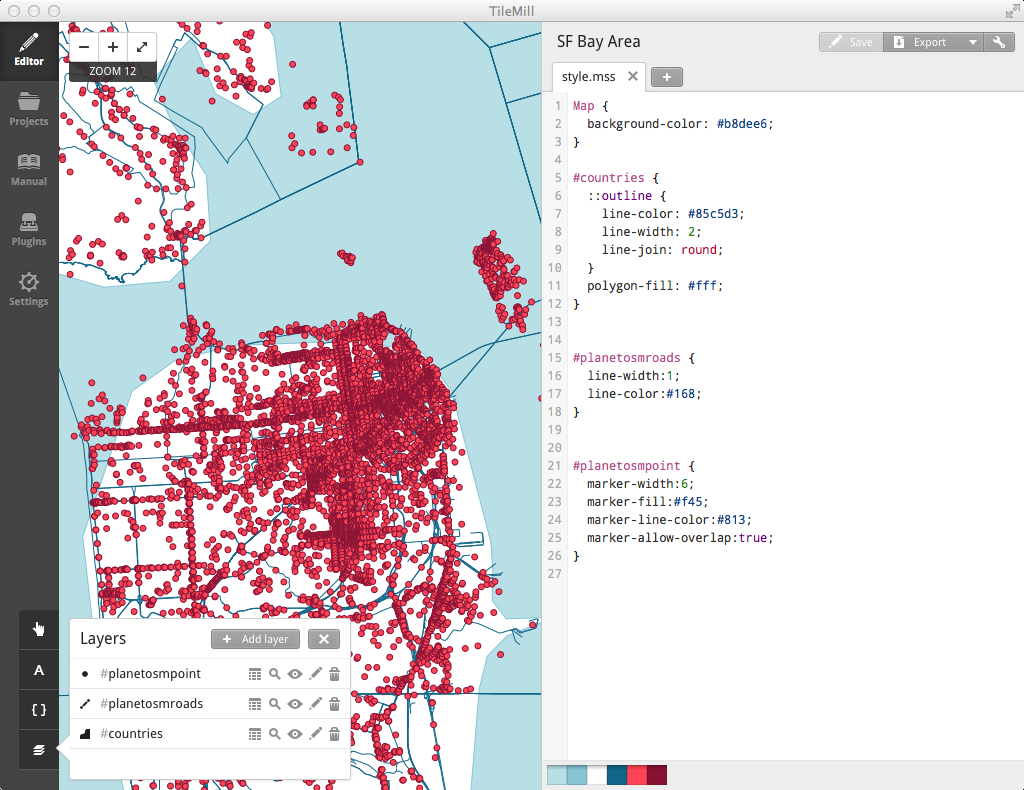 TileMill
Editor
Projects
Manual
Plugins
Settings
ZOOM 12
A
{ }
Layers
+ Add layer
#planetosmpoint
#planetosmroads
#countries
SF Bay Area
Save
Export
style.mss
1 Map {
2 background-color: #b8dee6;
3 }
4
5 #countries {
6 ::outline {
7 line-color: #85c5d3;
8 line-width: 2;
9 line-join: round;
10 }
11 polygon-fill: #fff;
12 }
13
14
15 #planetosmroads {
16 line-width:1;
17 line-color:#168;
18 }
19
20
21 #planetosmpoint {
22 marker-width:6;
23 marker-fill:#f45;
24 marker-line-color:#813;
25 marker-allow-overlap:true;
26 }
27